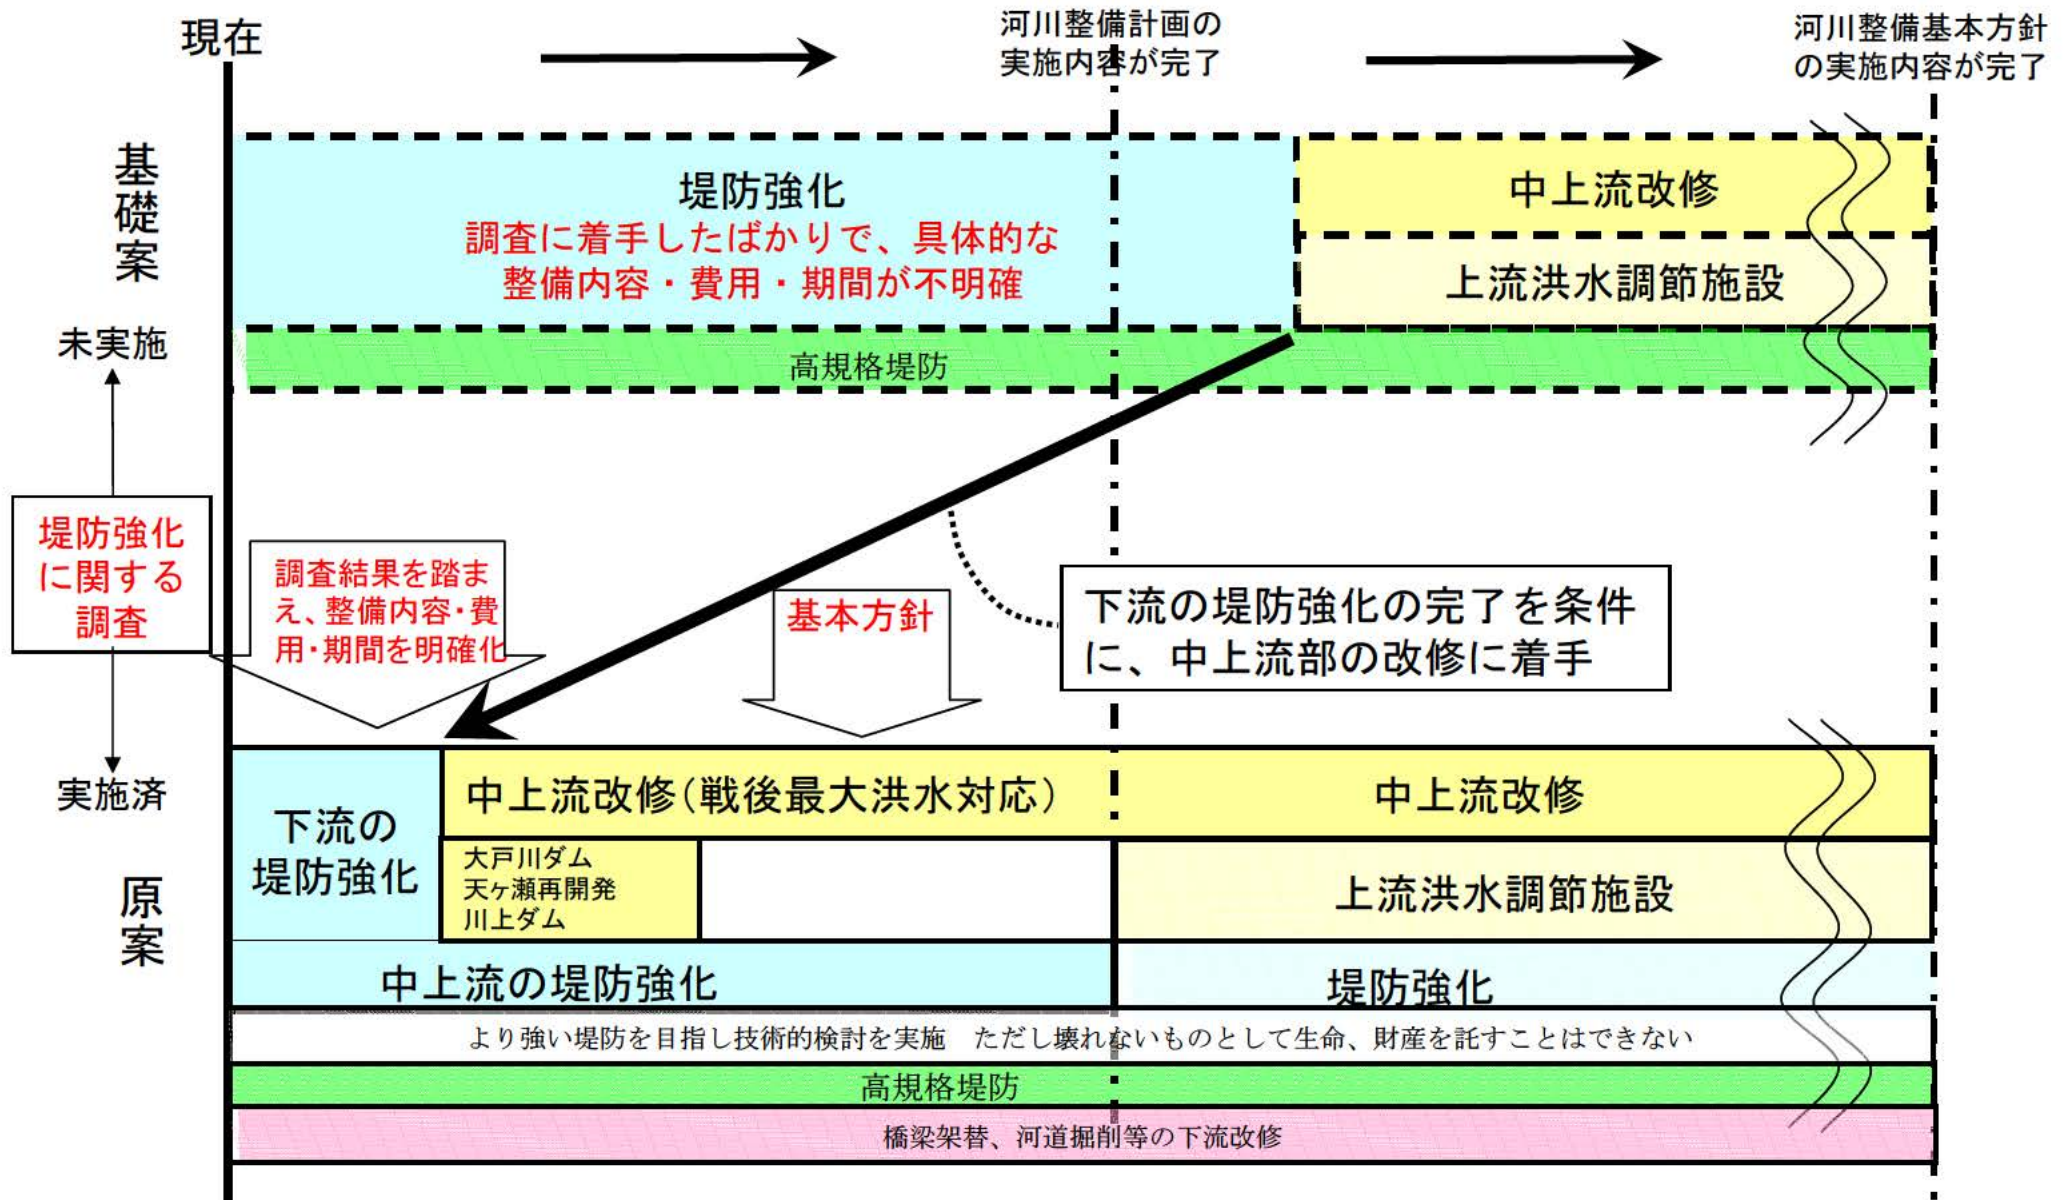 現在
河川整備計画の
実施内容が完了
河川整備基本方針
の実施内容が完了
基礎案
堤防強化
調査に着手したばかりで、具体的な
整備内容・費用・期間が不明確
中上流改修
上流洪水調節施設
高規格堤防
未実施
堤防強化
に関する
調査
実施済
調査結果を踏ま
え、整備内容・費
用・期間を明確化
基本方針
下流の堤防強化の完了を条件
に、中上流部の改修に着手
原案
下流の
堤防強化
中上流改修(戦後最大洪水対応)
中上流改修
大戸川ダム
天ヶ瀬再開発
川上ダム
上流洪水調節施設
中上流の堤防強化
堤防強化
より強い堤防を目指し技術的検討を実施　ただし壊れないものとして生命、財産を託すことはできない
高規格堤防
橋梁架替、河道掘削等の下流改修